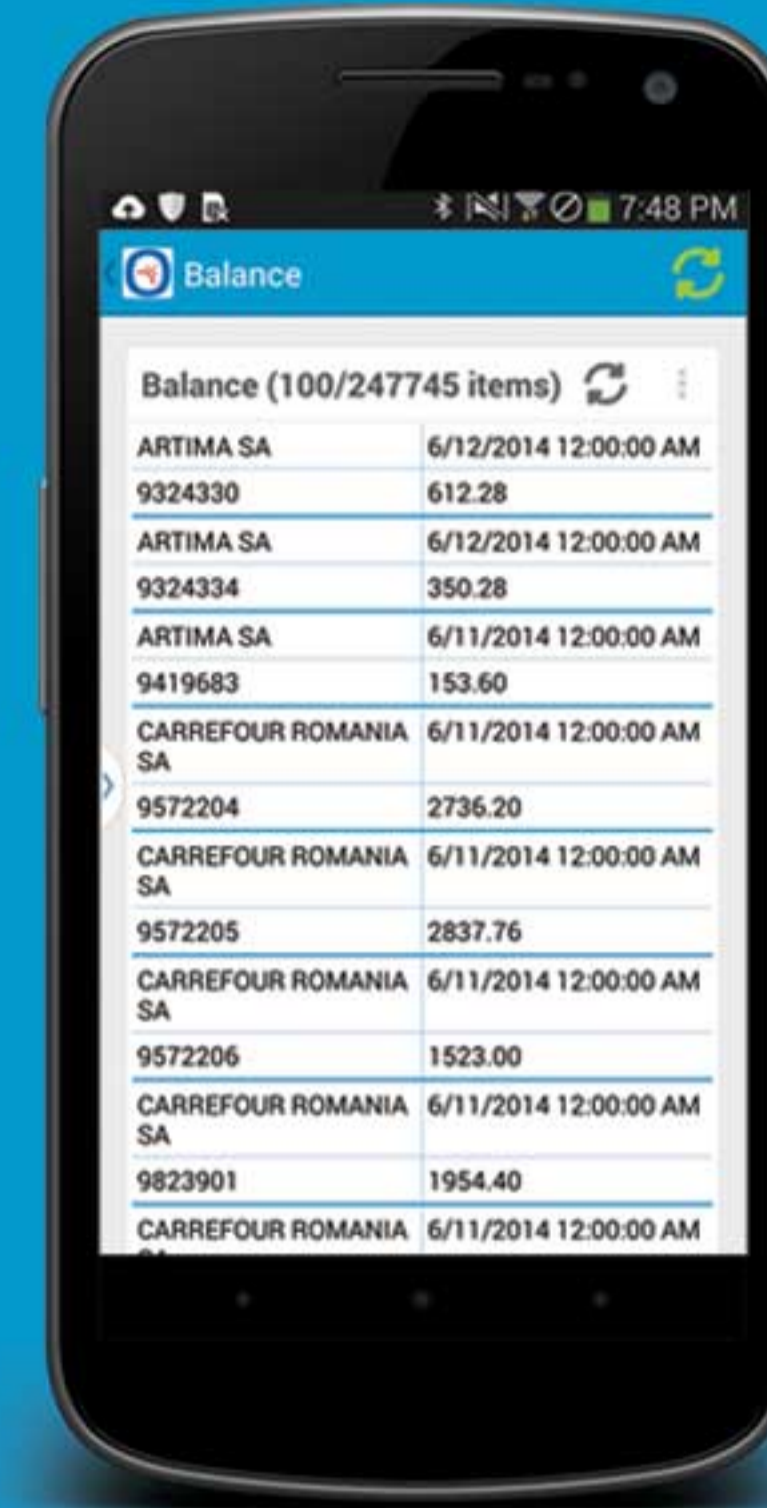 7:48 PM
Balance
Balance (100/247745 items)
ARTIMA SA 6/12/2014 12:00:00 AM
9324330 612.28
ARTIMA SA 6/12/2014 12:00:00 AM
9324334 350.28
ARTIMA SA 6/11/2014 12:00:00 AM
9419683 153.60
CARREFOUR ROMANIA 6/11/2014 12:00:00 AM
SA
9572204 2736.20
CARREFOUR ROMANIA 6/11/2014 12:00:00 AM
SA
9572205 2837.76
CARREFOUR ROMANIA 6/11/2014 12:00:00 AM
SA
9572206 1523.00
CARREFOUR ROMANIA 6/11/2014 12:00:00 AM
SA
9823901 1954.40
CARREFOUR ROMANIA 6/11/2014 12:00:00 AM